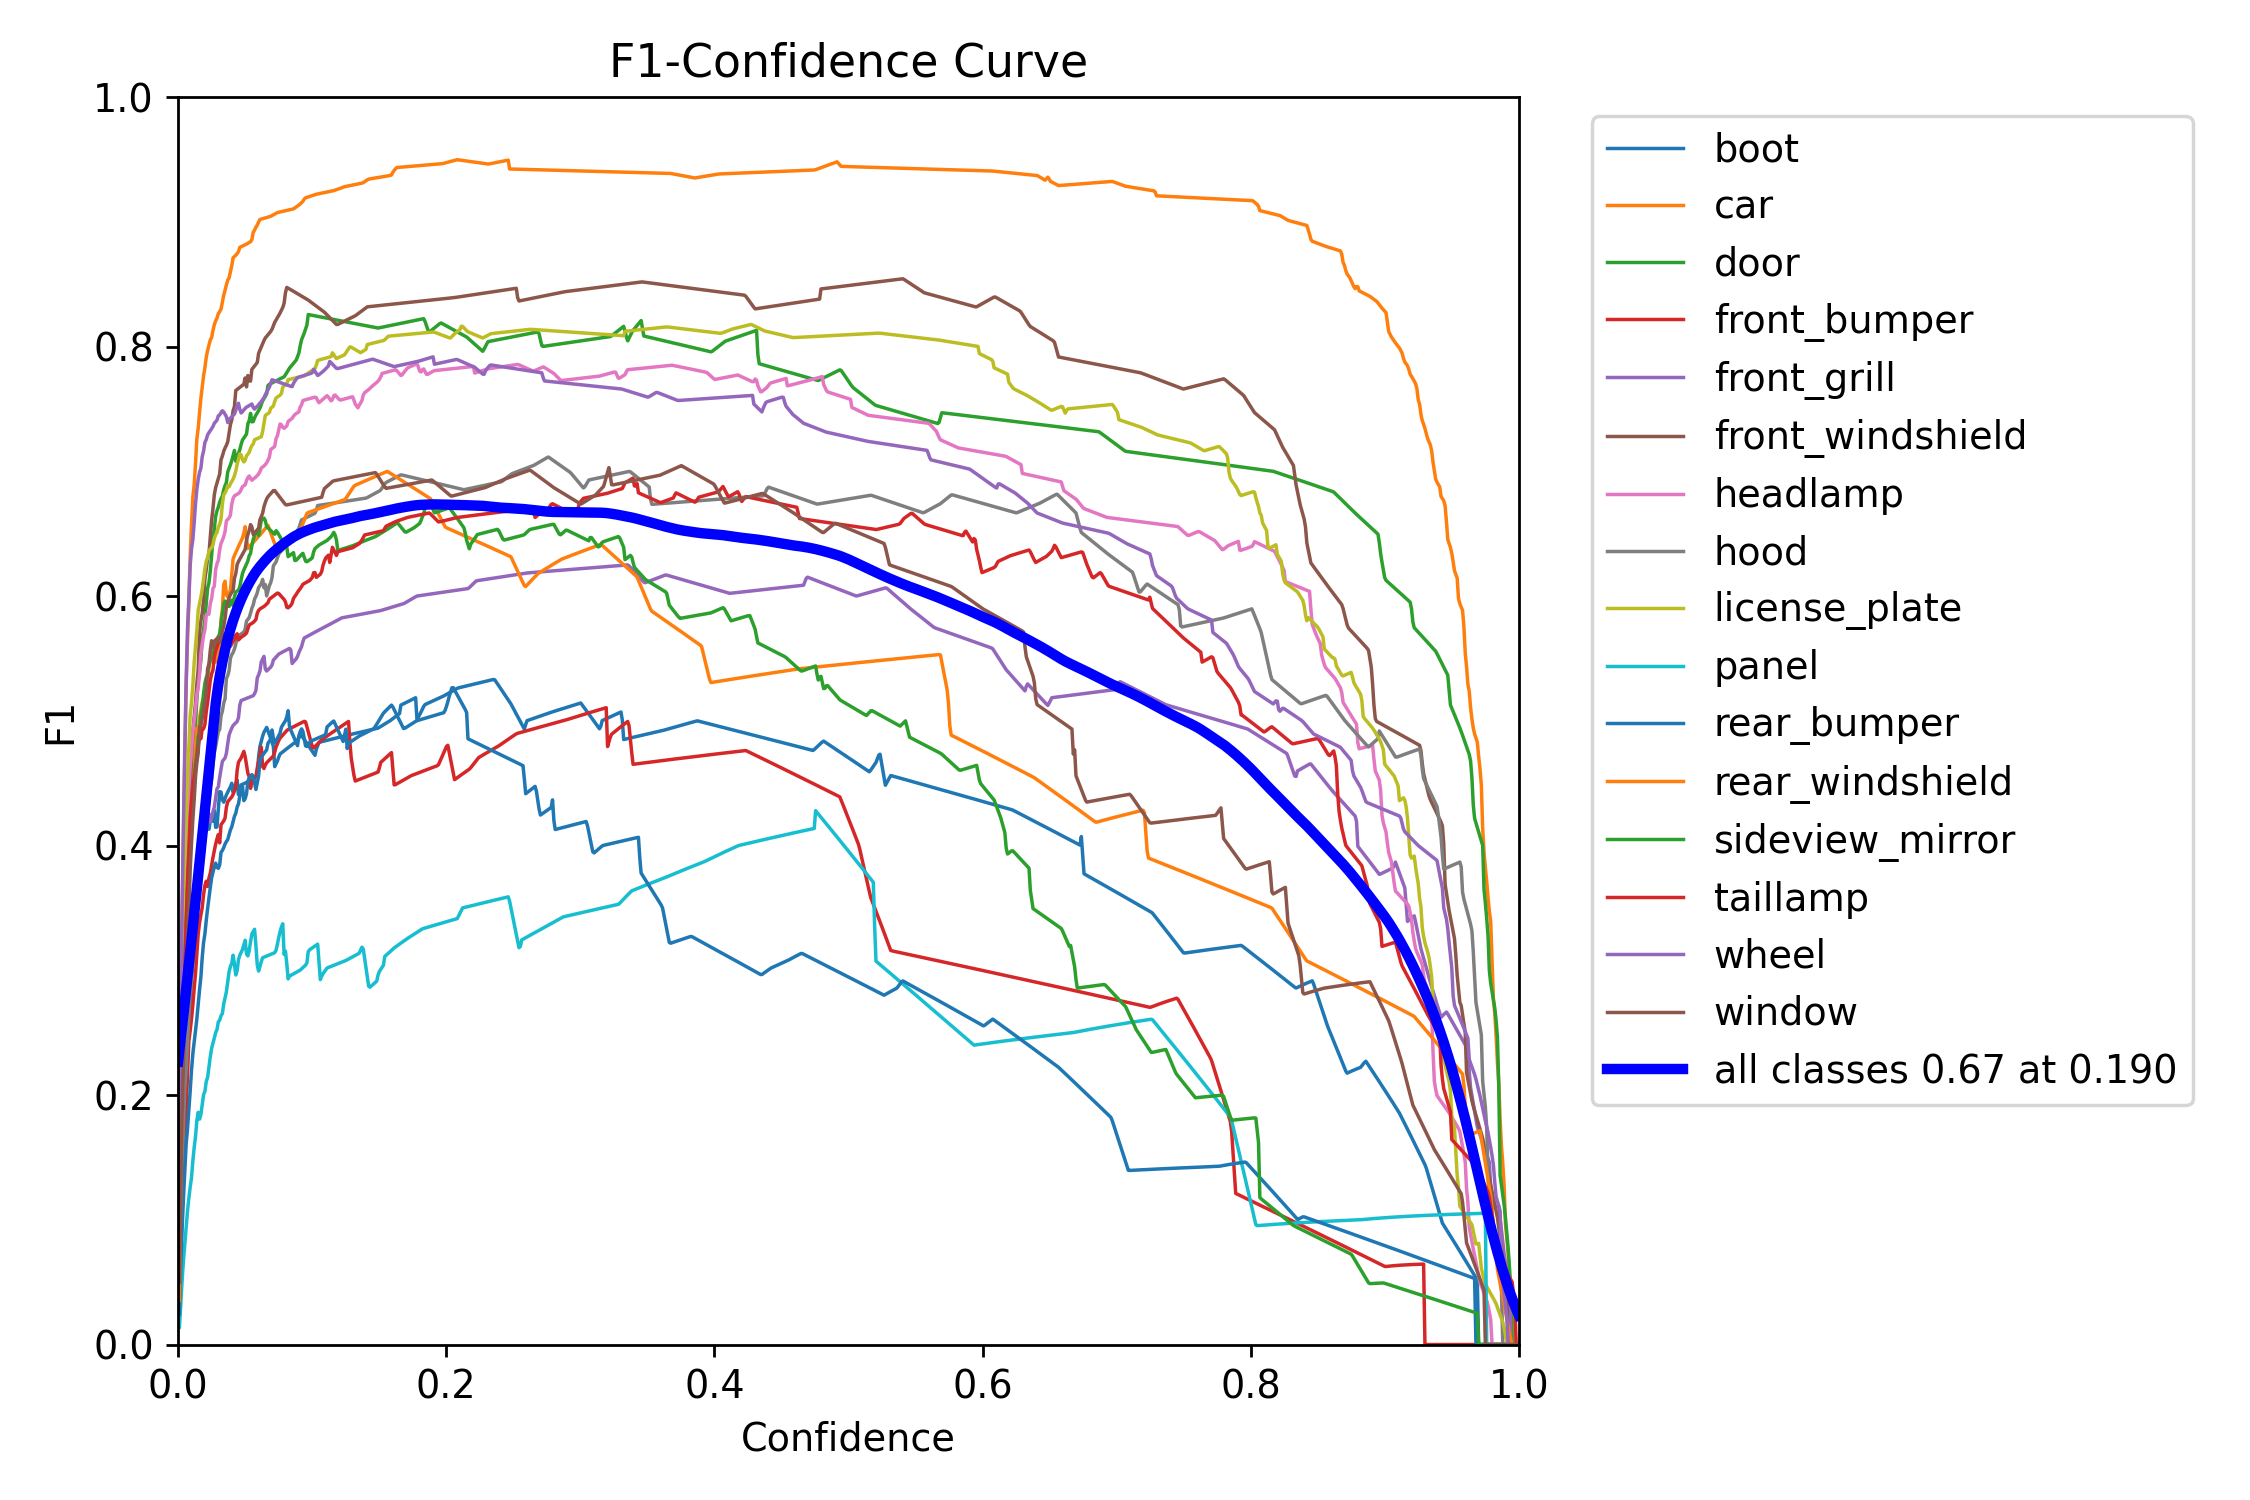 F1-Confidence Curve
1.0
0.8
0.6
0.4
0.2
0.0
F1
0.0 0.2 0.4 0.6 0.8 1.0
Confidence
boot
car
door
front_bumper
front_grill
front_windshield
headlamp
hood
license_plate
panel
rear_bumper
rear_windshield
sideview_mirror
taillamp
wheel
window
all classes 0.67 at 0.190